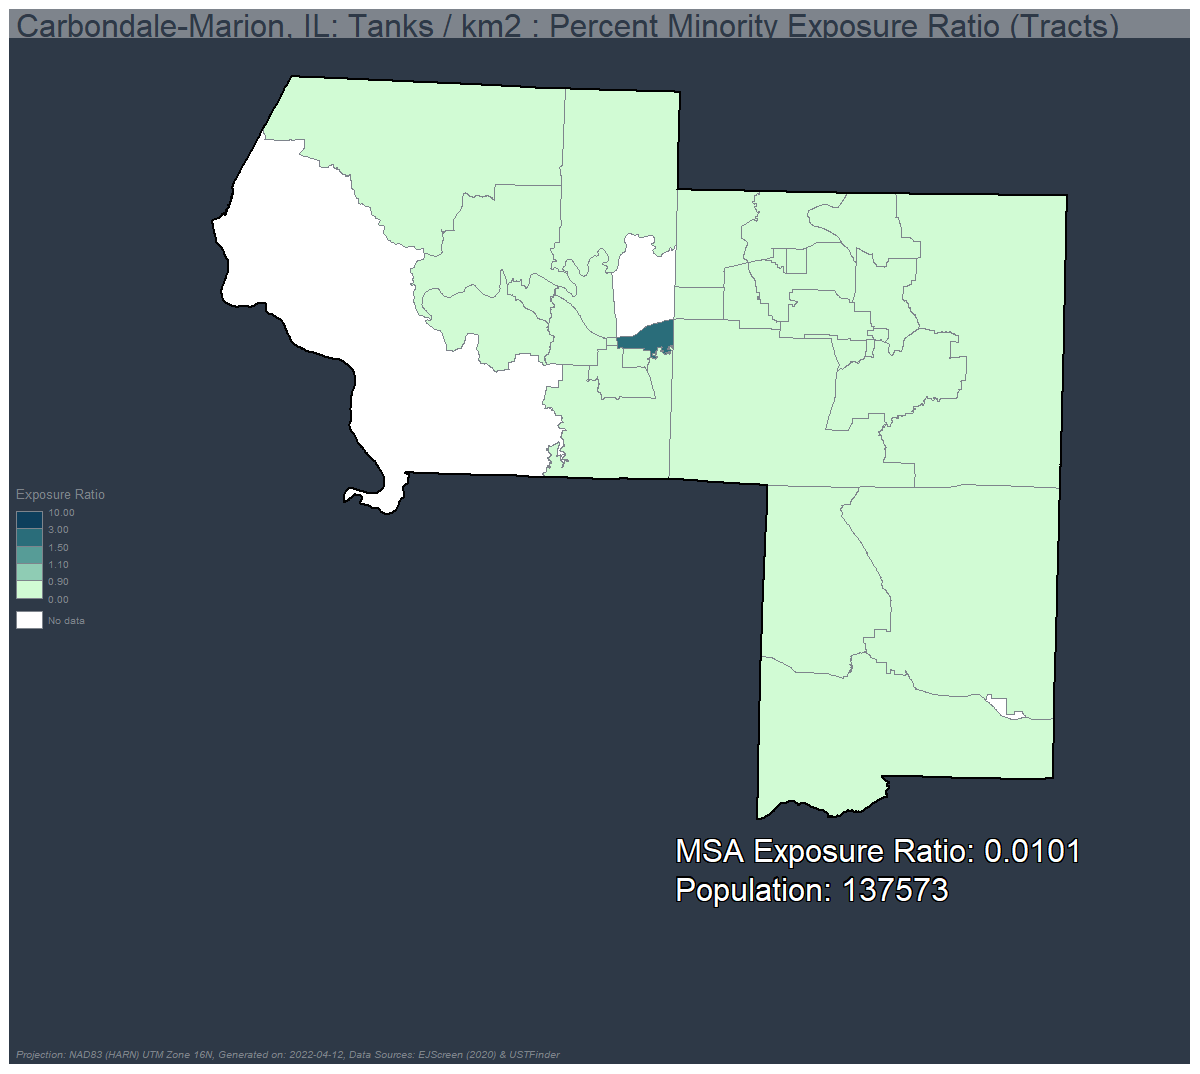 Carbondale-Marion, IL: Tanks / km2 : Percent Minority Exposure Ratio (Tracts)
Exposure Ratio
10.00
3.00
1.50
1.10
0.90
0.00
No data
MSA Exposure Ratio: 0.0101
Population: 137573
Projection: NAD83 (HARN) UTM Zone 16N, Generated on: 2022-04-12, Data Sources: EJScreen (2020) & USTFinder